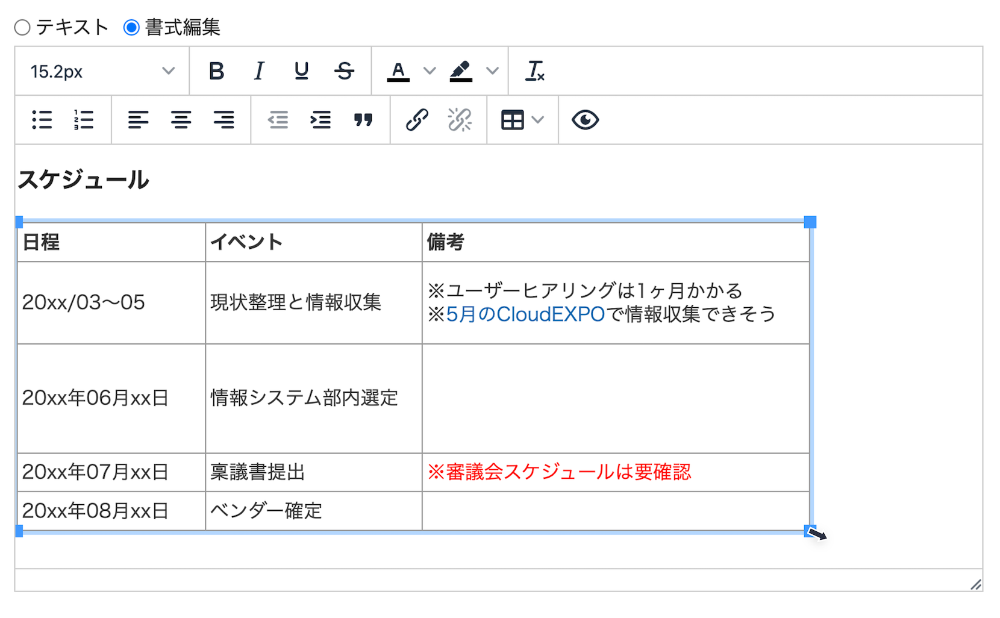 テキスト 書式編集
15.2px B I U S A Tx
スケジュール
日程 イベント 備考
20xx/03〜05 現状整理と情報収集 ※ユーザーヒアリングは1ヶ月かかる
※5月のCloudEXPOで情報収集できそう
20xx年06月xx日 情報システム部内選定
20xx年07月xx日 稟議書提出 ※審議会スケジュールは要確認
20xx年08月xx日 ベンダー確定